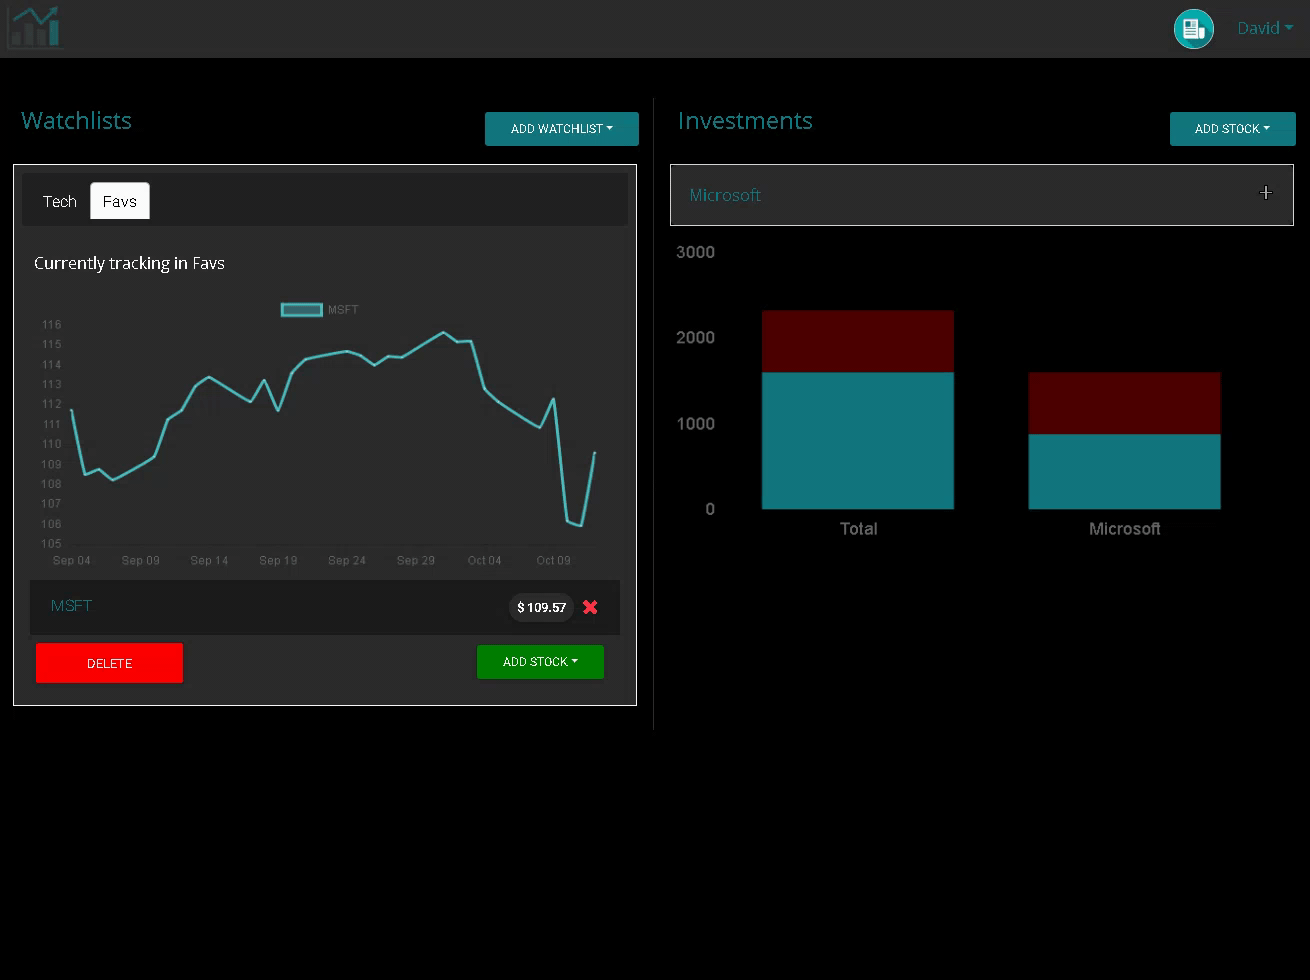 David
Watchlists
ADD WATCHLIST
Tech
Favs
Currently tracking in Favs
MSFT
116
115
114
113
112
111
110
109
108
107
106
105
Sep 04 Sep 09 Sep 14 Sep 19 Sep 24 Sep 29 Oct 04 Oct 09
MSFT
$ 109.57
DELETE
ADD STOCK
Investments
ADD STOCK
Microsoft
3000
2000
1000
0
Total Microsoft